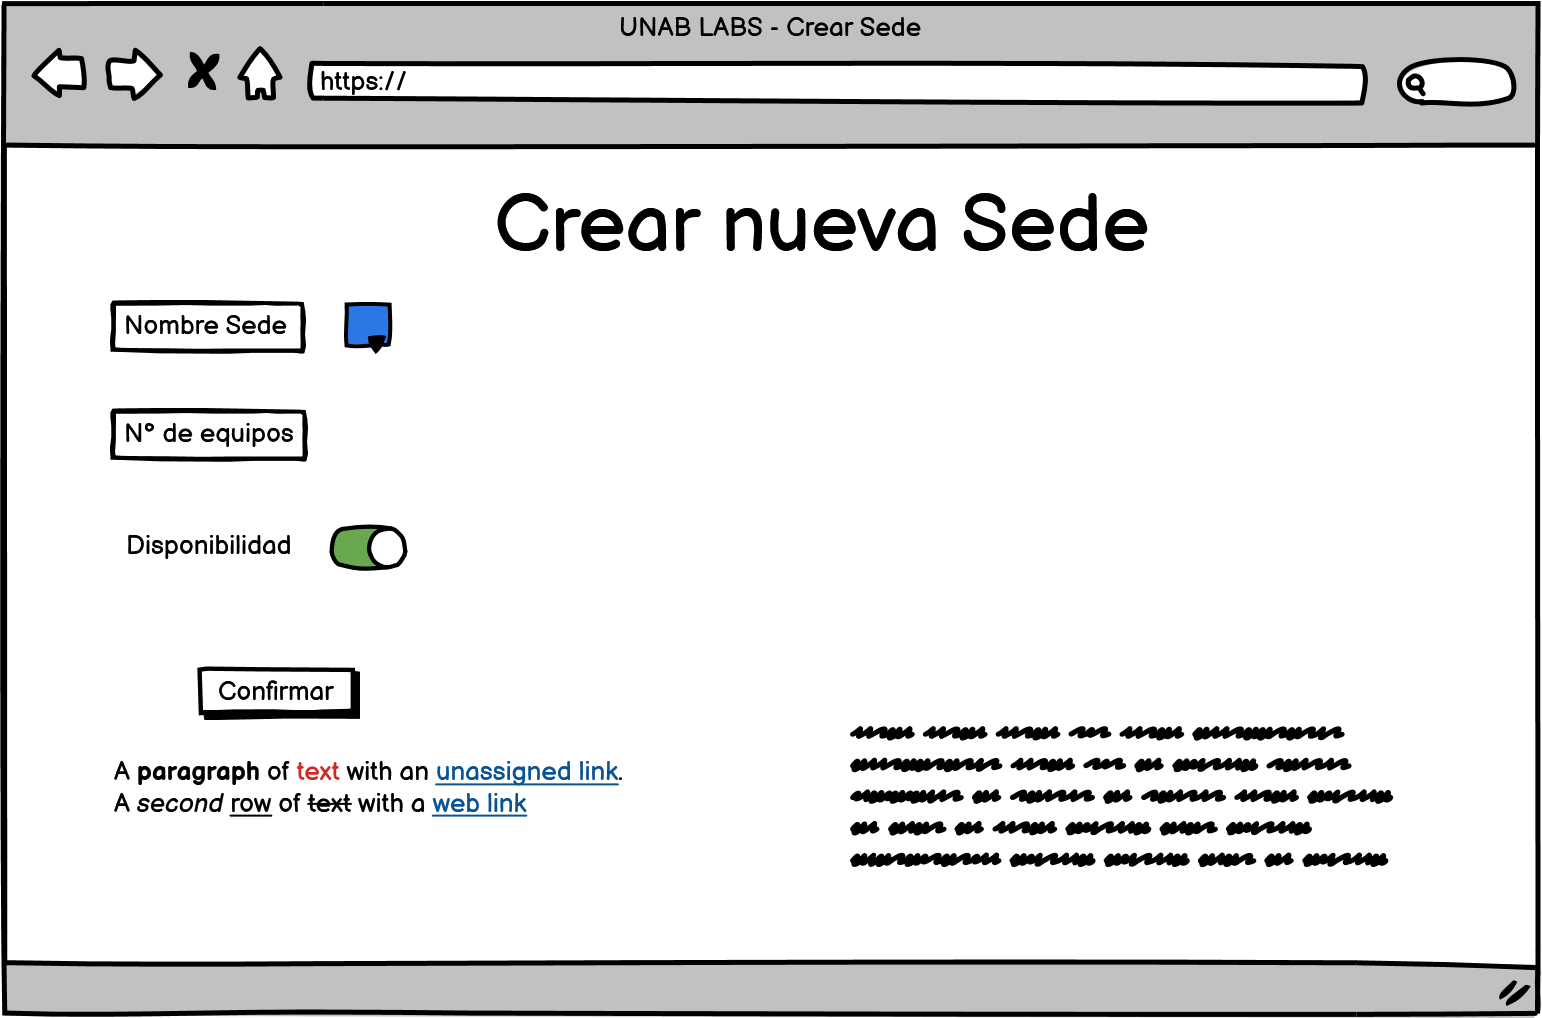 UNAB LABS - Crear Sede
https://
Crear nueva Sede
Nombre Sede
N° de equipos
Disponibilidad
Confirmar
A paragraph of text with an unassigned link.
A second row of text with a web link